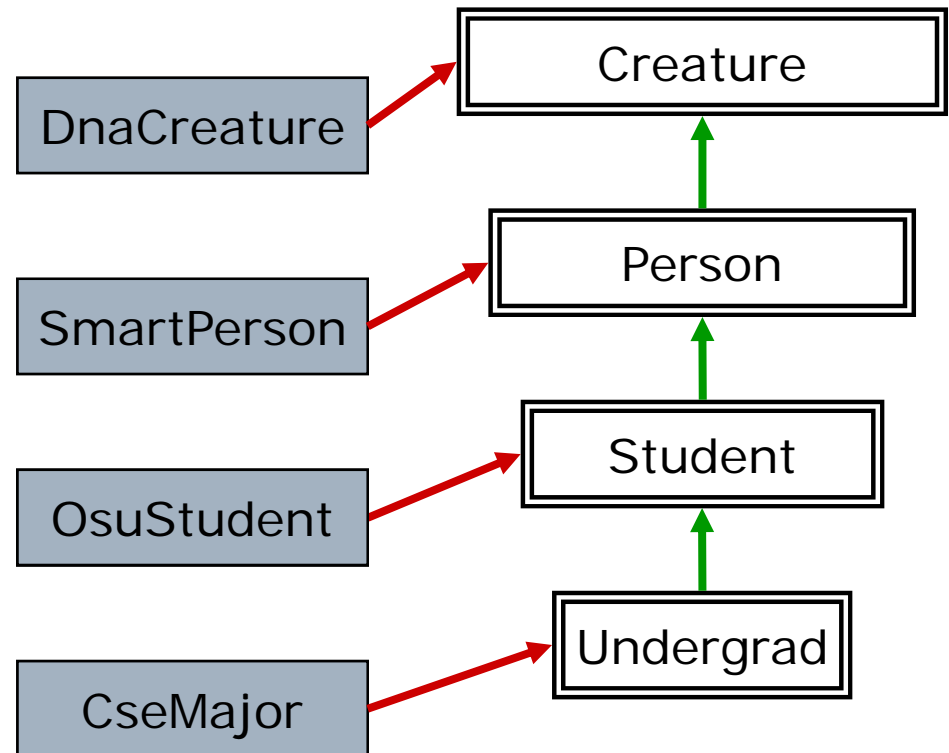 Creature
DnaCreature
Person
SmartPerson
Student
OsuStudent
Undergrad
CseMajor